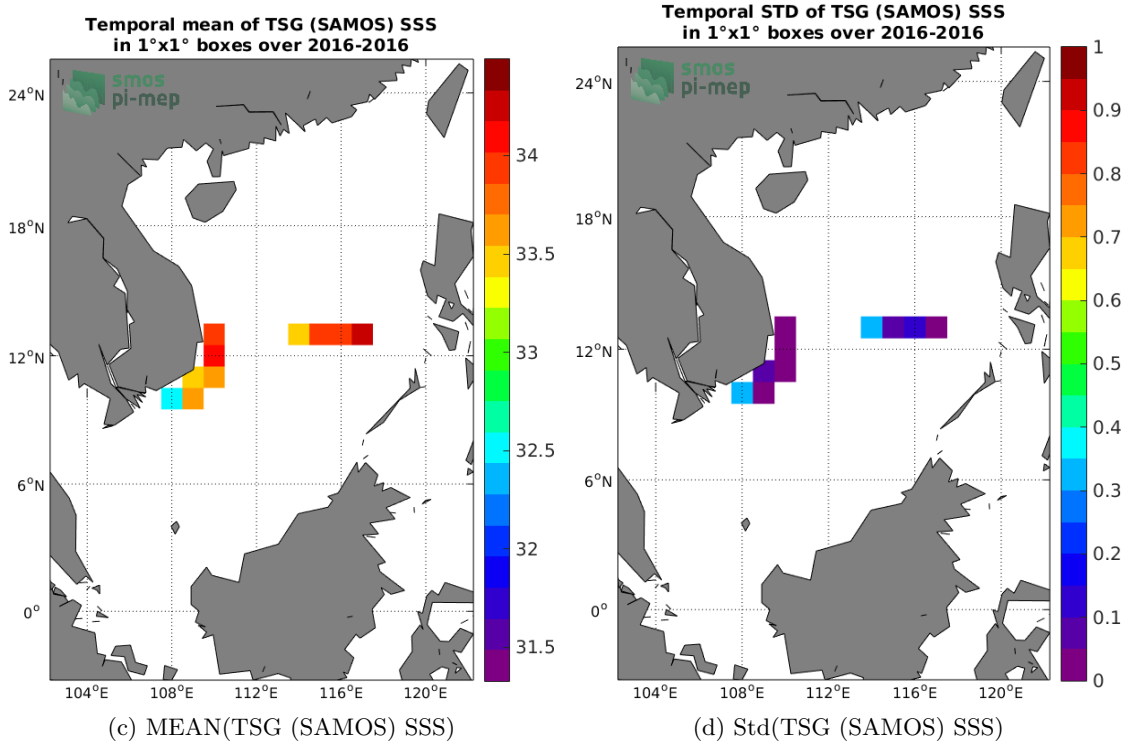 Temporal mean of TSG (SAMOS) SSS
in 1°x1° boxes over 2016-2016
smos
pi-mep
24°N
18°N
12°N
6°N
0°
104°E
108°E
112°E
116°E
120°E
34
33.5
33
32.5
32
31.5
(c) MEAN(TSG (SAMOS) SSS)
Temporal STD of TSG (SAMOS) SSS
in 1°x1° boxes over 2016-2016
smos
pi-mep
24°N
18°N
12°N
6°N
0°
104°E
108°E
112°E
116°E
120°E
1
0.9
0.8
0.7
0.6
0.5
0.4
0.3
0.2
0.1
0
(d) Std(TSG (SAMOS) SSS)